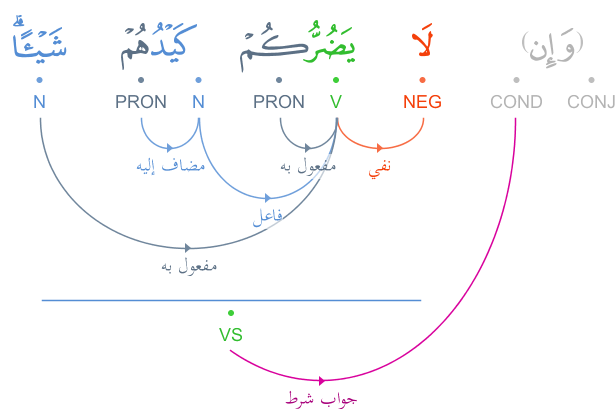 (وَإِن) لَا يَضُرُّكُمْ كَيْدُهُمْ شَيْـًٔا ۗ
CONJ COND NEG V PRON N PRON N
مضاف إليه مفعول به نفي
فاعل
مفعول به
VS
جواب شرط